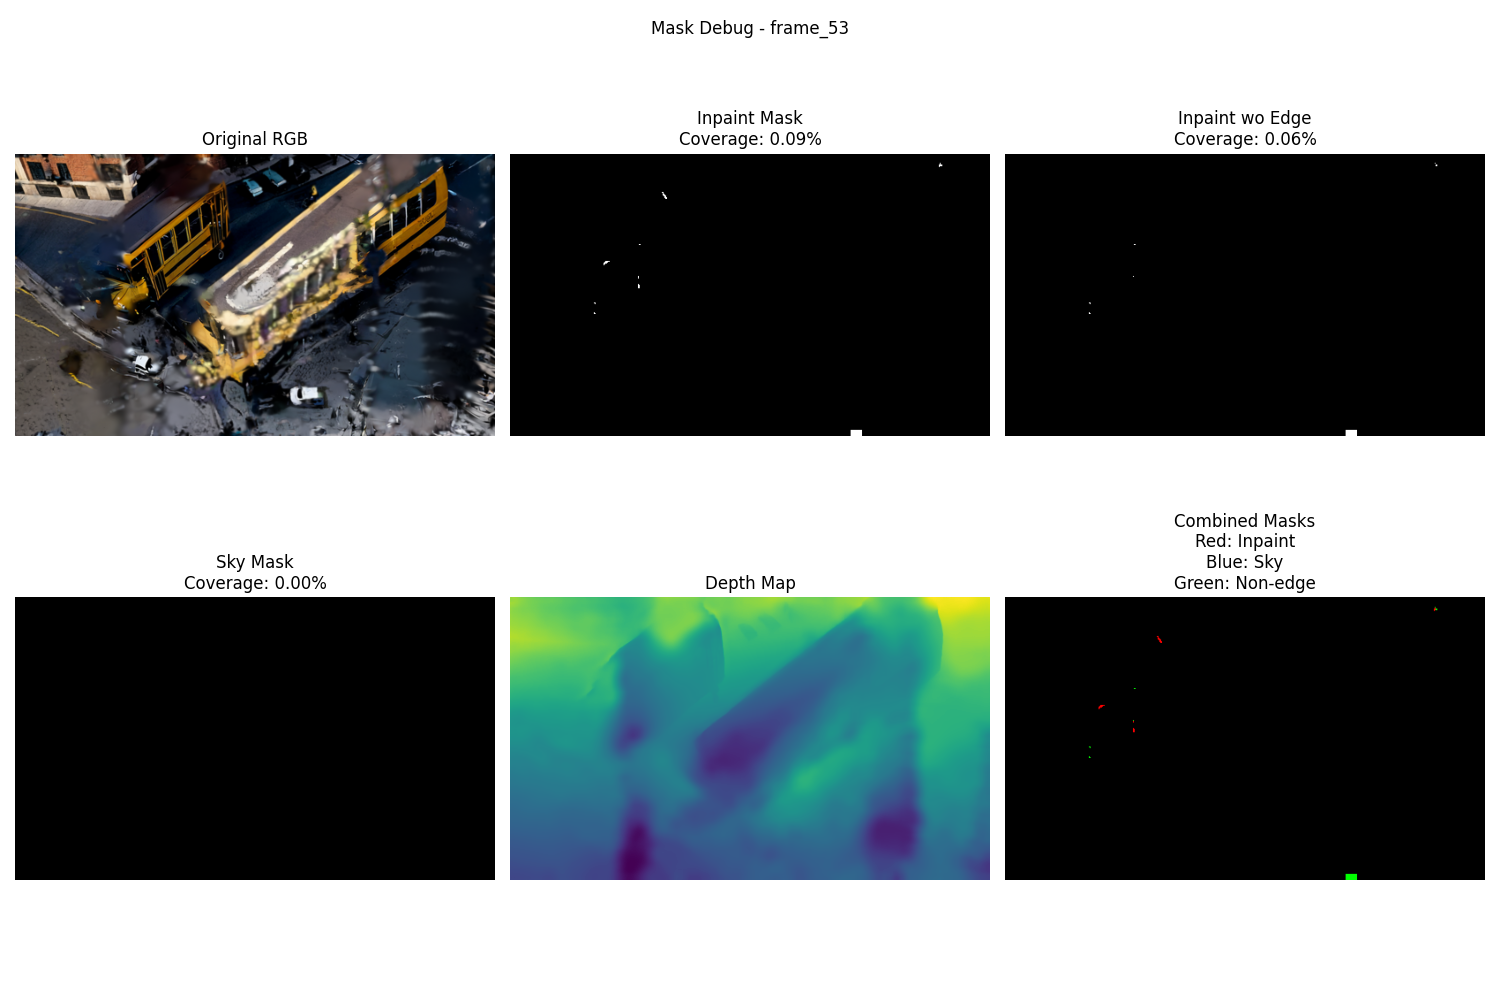 Mask Debug - frame_53
Original RGB
Inpaint Mask
Coverage: 0.09%
Inpaint wo Edge
Coverage: 0.06%
Sky Mask
Coverage: 0.00%
Depth Map
Combined Masks
Red: Inpaint
Blue: Sky
Green: Non-edge